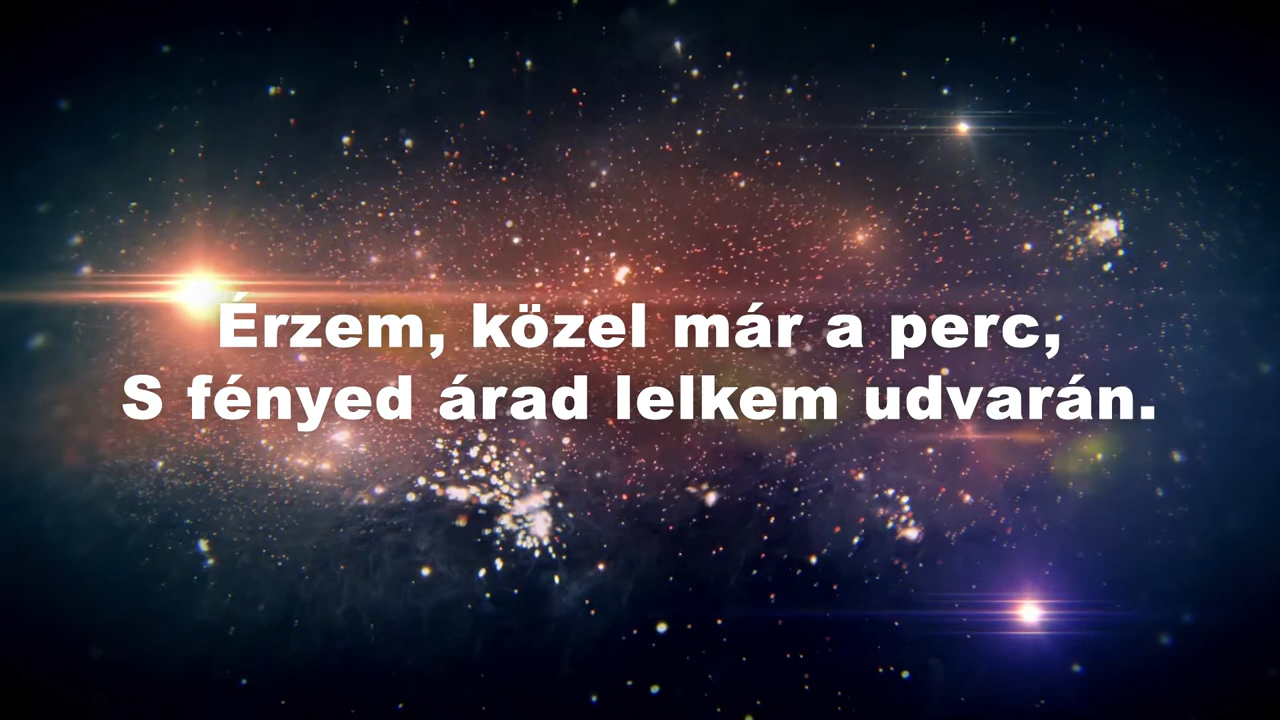 Érzem, közel már a perc,
S fényed árad lelkem udvarán.